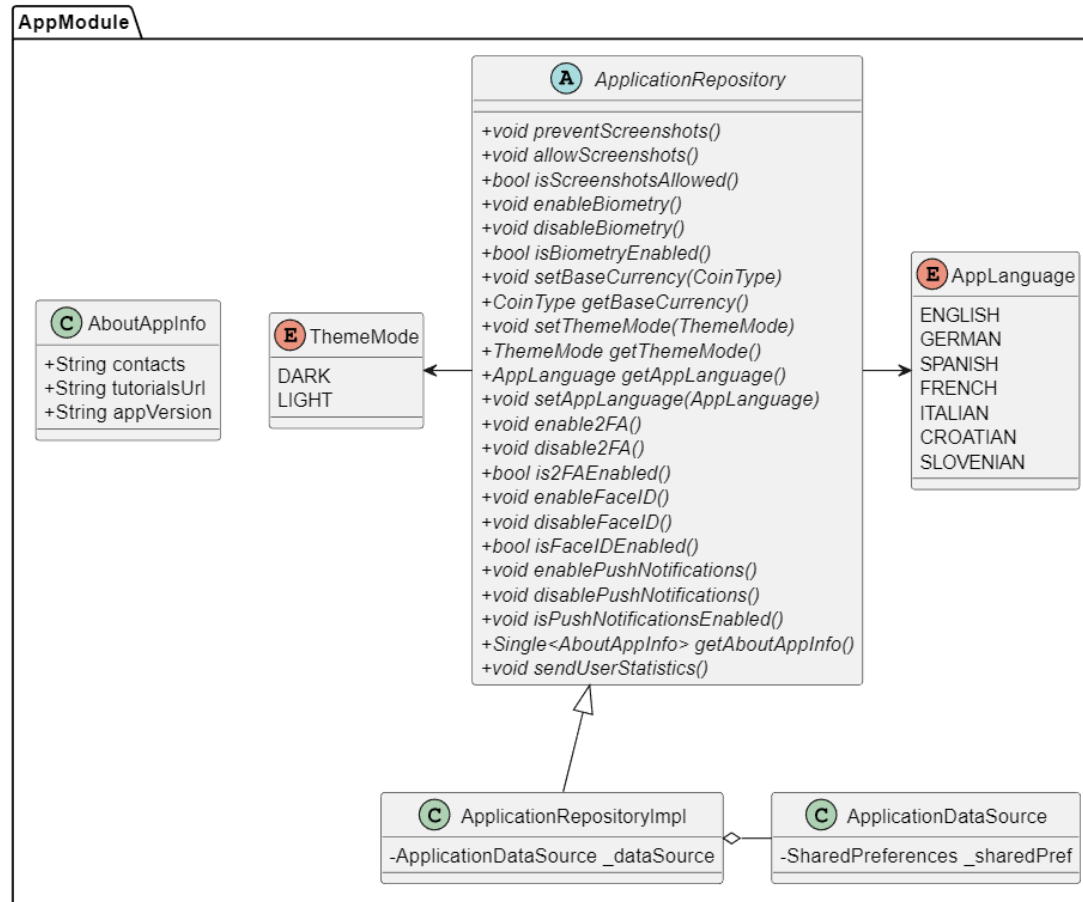 AppModule
A ApplicationRepository
+void preventScreenshots()
+void allowScreenshots()
+bool isScreenshotsAllowed()
+void enableBiometry()
+void disableBiometry()
+bool isBiometryEnabled()
+void setBaseCurrency(CoinType)
+CoinType getBaseCurrency()
+void setThemeMode(ThemeMode)
+ThemeMode getThemeMode()
+AppLanguage getAppLanguage()
+void setAppLanguage(AppLanguage)
+void enable2FA()
+void disable2FA()
+bool is2FAEnabled()
+void enableFaceID()
+void disableFaceID()
+bool isFaceIDEnabled()
+void enablePushNotifications()
+void disablePushNotifications()
+void isPushNotificationsEnabled()
+Single<AboutAppInfo> getAboutAppInfo()
+void sendUserStatistics()
C AboutAppInfo
+String contacts
+String tutorialsUrl
+String appVersion
E ThemeMode
DARK
LIGHT
E AppLanguage
ENGLISH
GERMAN
SPANISH
FRENCH
ITALIAN
CROATIAN
SLOVENIAN
C ApplicationRepositoryImpl
-ApplicationDataSource _dataSource
C ApplicationDataSource
-SharedPreferences _sharedPref